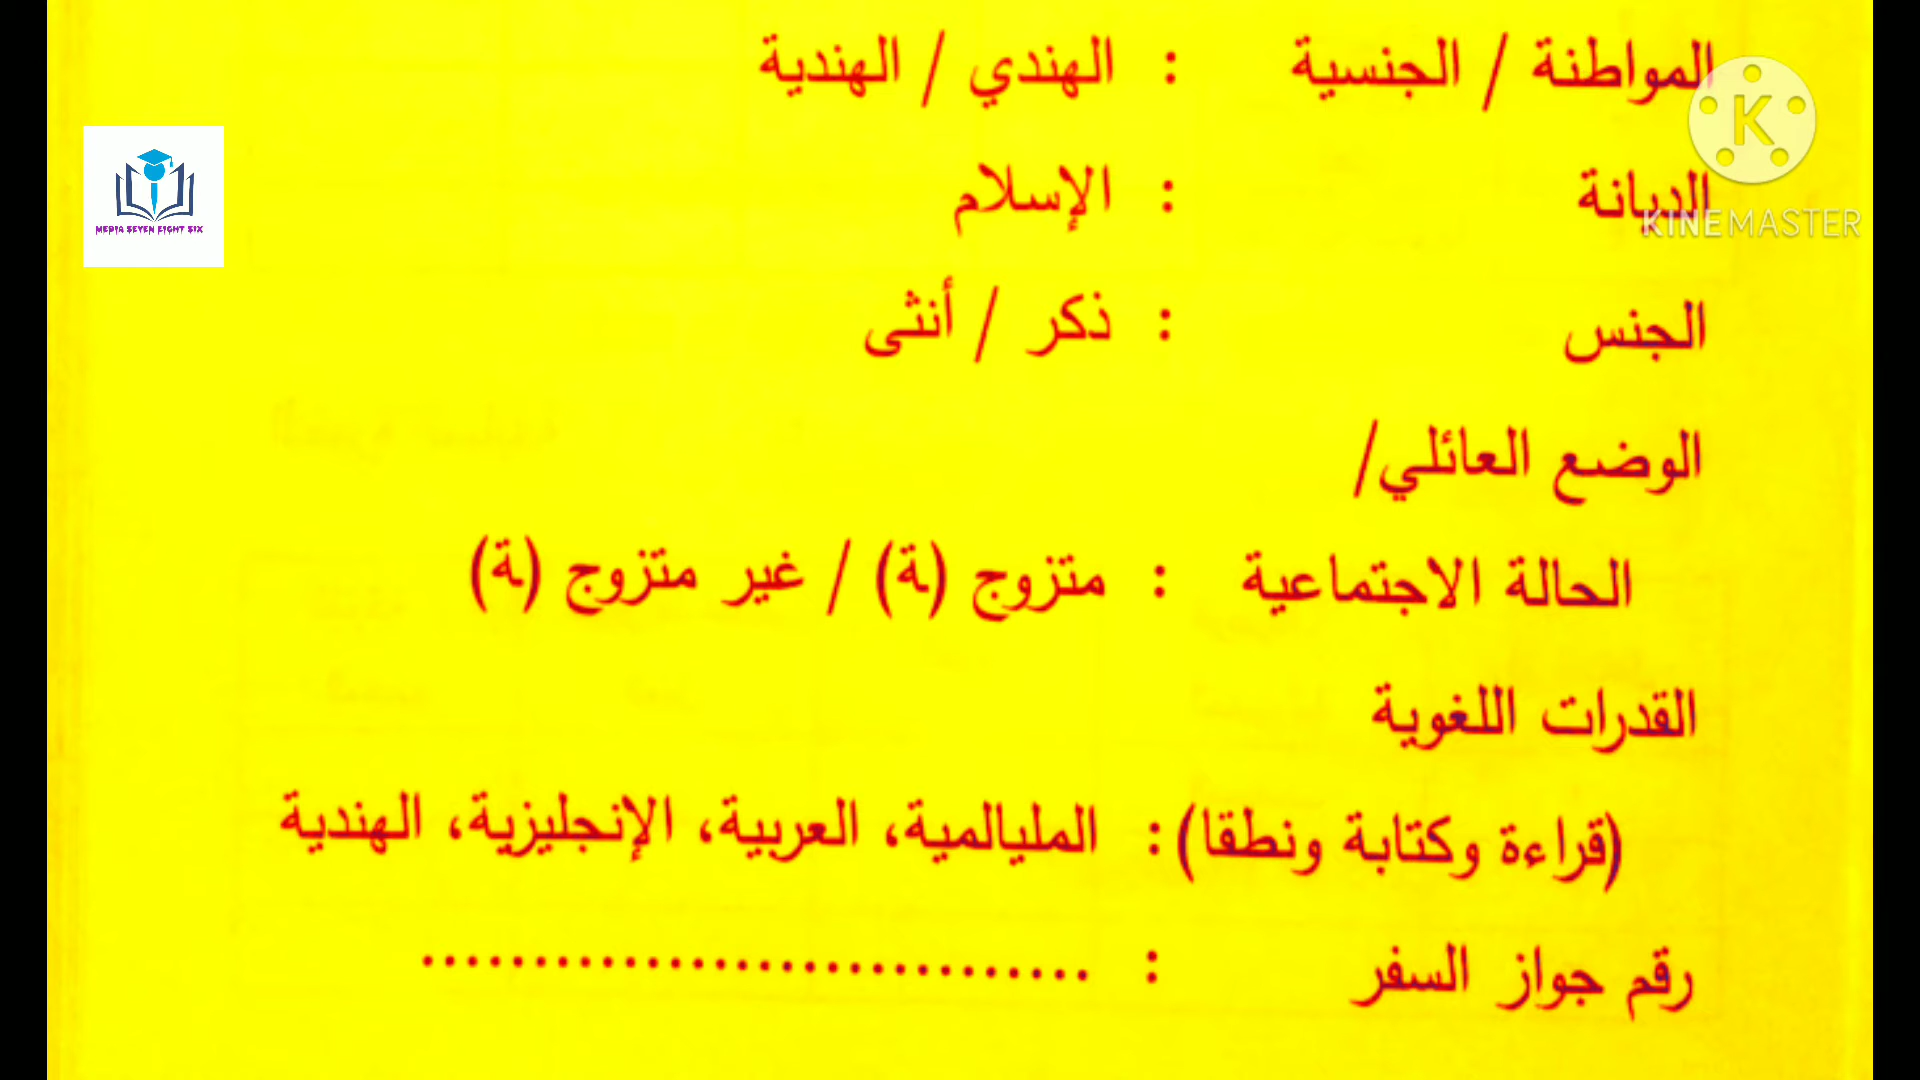 المواطنة / الجنسية : الهندي / الهندية
الديانة : الإسلام
الجنس : ذكر / أنثى
الوضع العائلي/
الحالة الاجتماعية : متزوج (ة) / غير متزوج (ة)
القدرات اللغوية
(قراءة وكتابة ونطقا) : المليالمية، العربية، الإنجليزية، الهندية
رقم جواز السفر : ..............................
MEDIA SEVEN EIGHT SIX
K
KINEMASTER